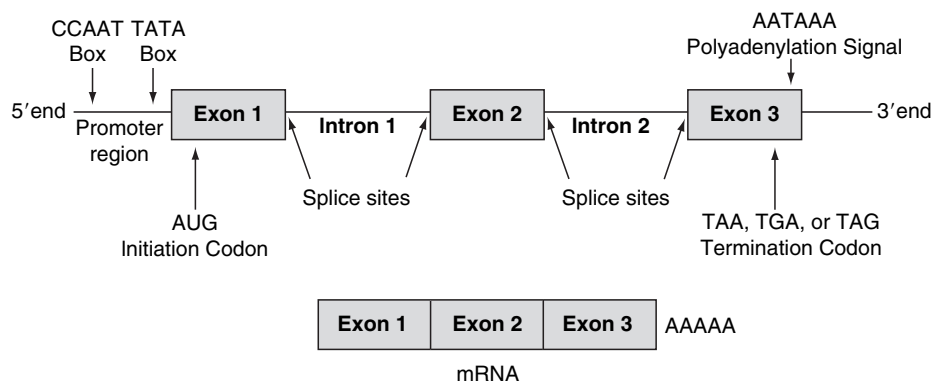 CCAAT
Box
TATA
Box
AATAAA
Polyadenylation Signal
5′end
Promoter
region
Exon 1
Intron 1
Exon 2
Intron 2
Exon 3
3′end
AUG
Initiation Codon
Splice sites
Splice sites
TAA, TGA, or TAG
Termination Codon
Exon 1
Exon 2
Exon 3
AAAAA
mRNA